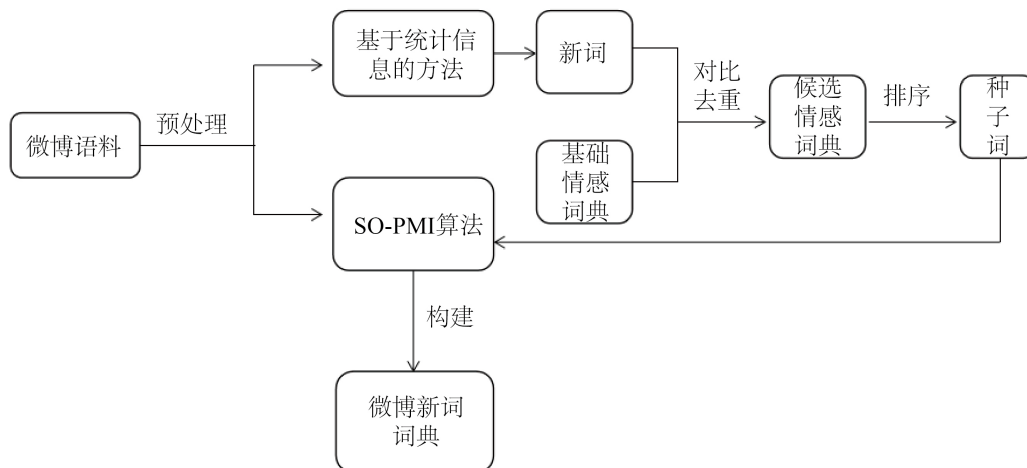 基于统计信
息的方法
新词
对比
去重
候选
情感
词典
排序
种
子
词
微博语料
预处理
基础
情感
词典
SO-PMI算法
构建
微博新词
词典